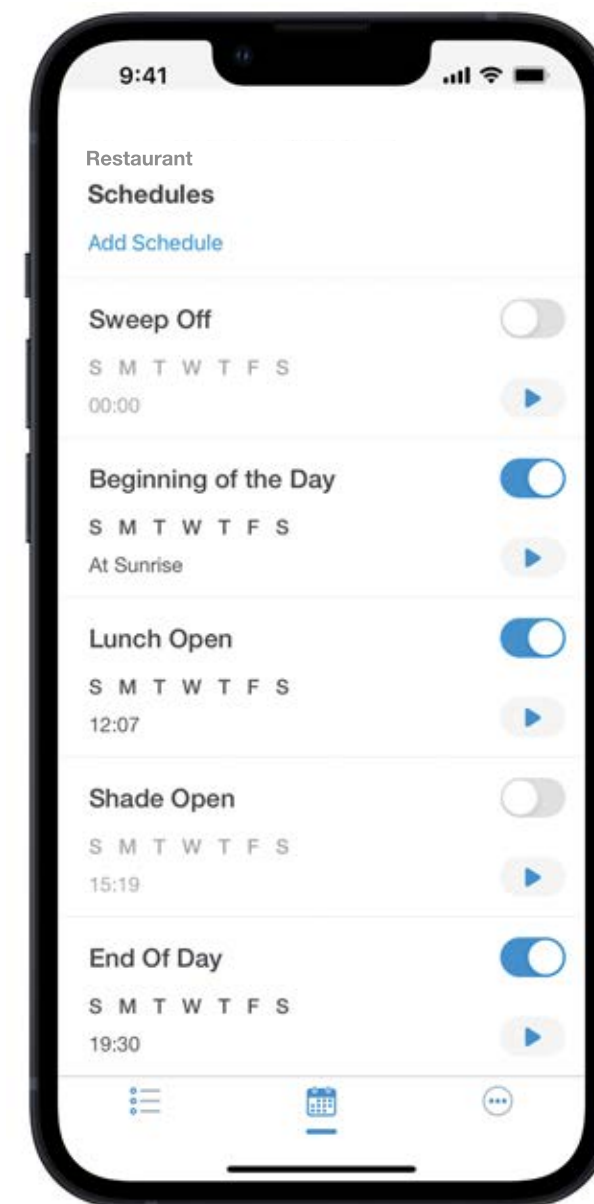 9:41
Restaurant
Schedules
Add Schedule
Sweep Off
S M T W T F S
00:00
Beginning of the Day
S M T W T F S
At Sunrise
Lunch Open
S M T W T F S
12:07
Shade Open
S M T W T F S
15:19
End Of Day
S M T W T F S
19:30